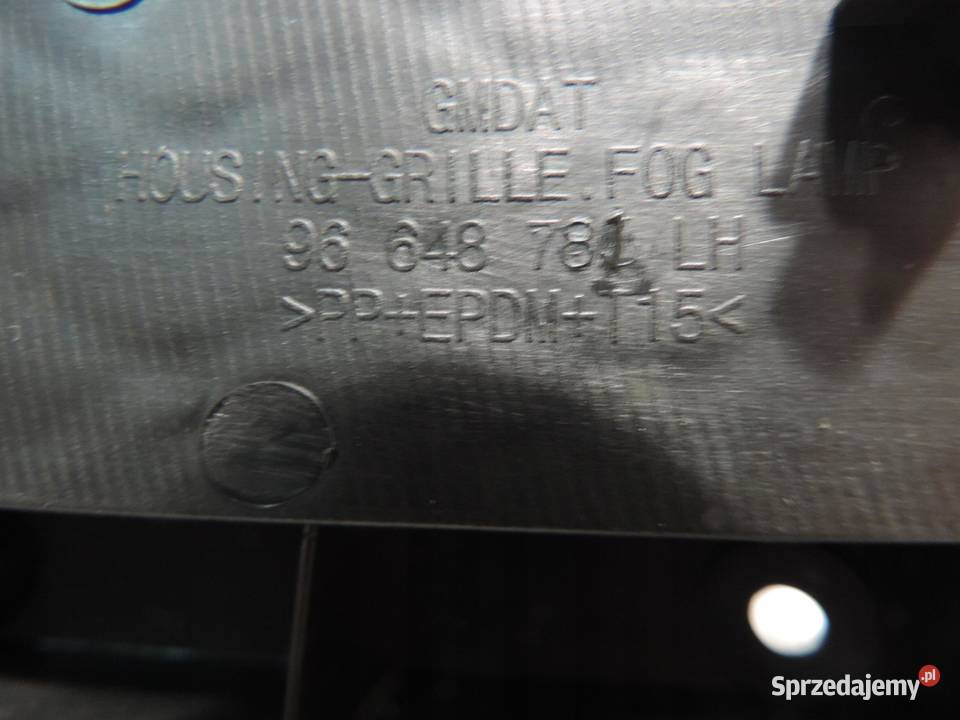 GMDAT
HOUSING-GRILLE.FOG LAMP
96 648 781 LH
>PP+EPDM+T15<
Sprzedajemy.pl